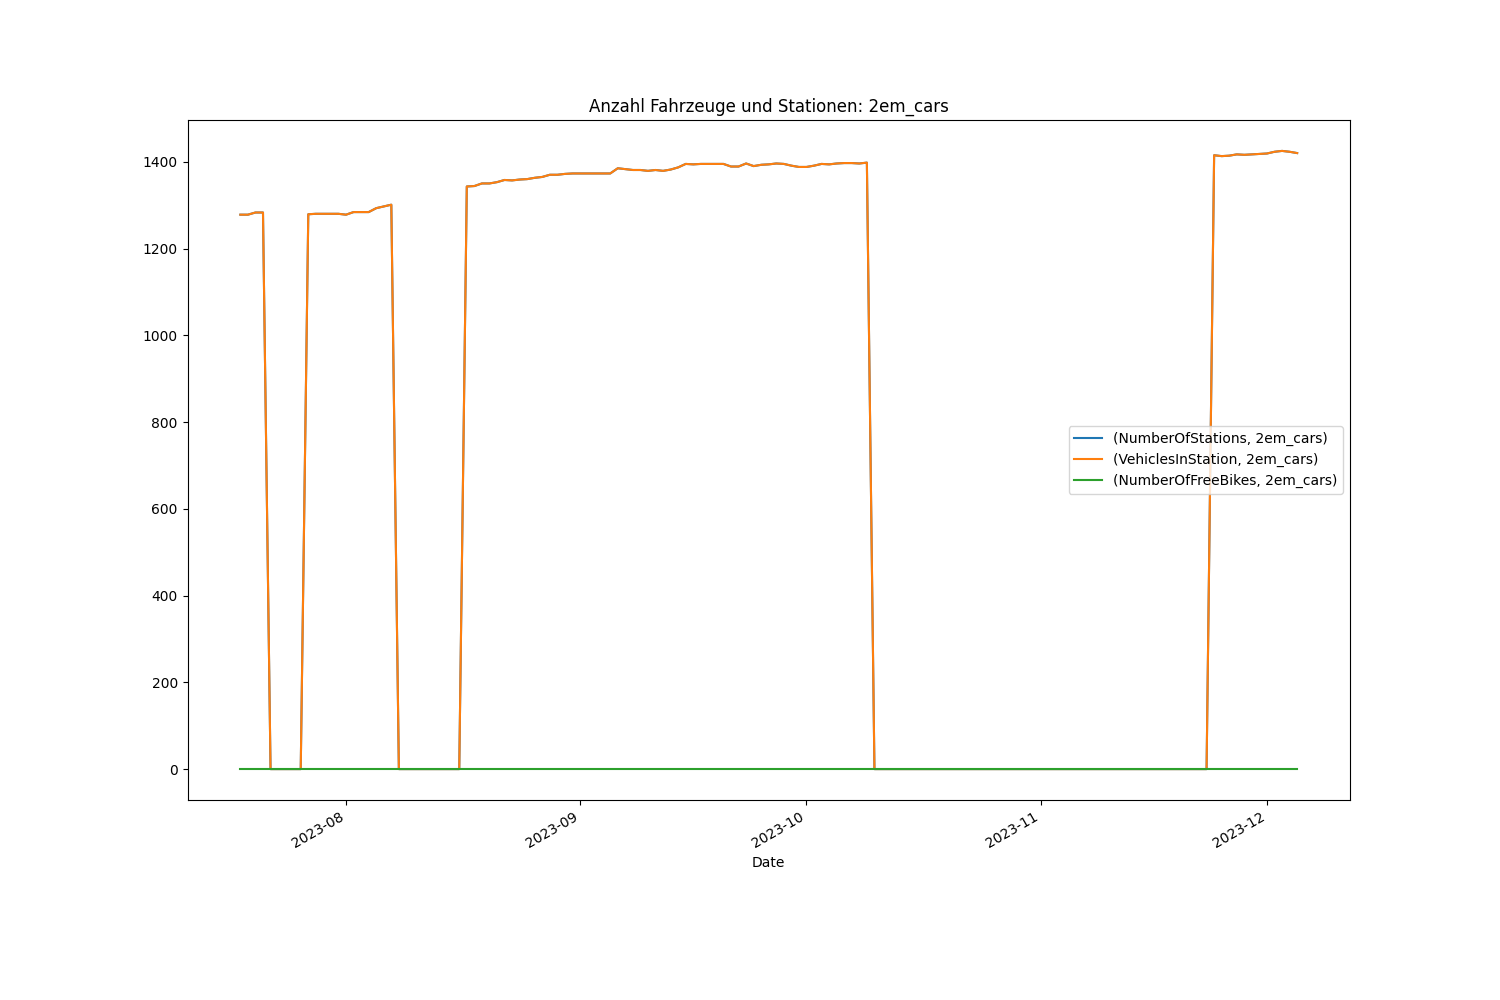 Anzahl Fahrzeuge und Stationen: 2em_cars
1400
1200
1000
800
600
400
200
0
(NumberOfStations, 2em_cars)
(VehiclesInStation, 2em_cars)
(NumberOfFreeBikes, 2em_cars)
2023-08
2023-09
2023-10
2023-11
2023-12
Date